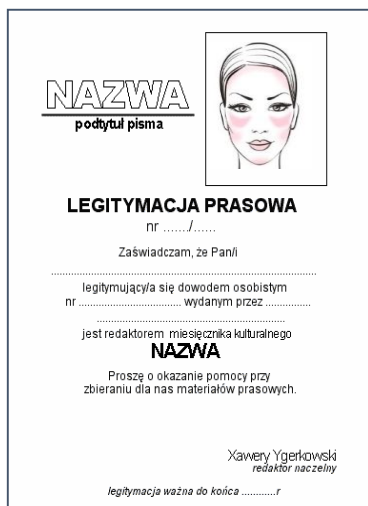 NAZWA
podtytuł pisma
LEGITYMACJA PRASOWA
nr ......./......
Zaświadczam, że Pan/i
.............................................................................................
legitymujący/a się dowodem osobistym
nr .................................... wydanym przez ................
..................................................................
jest redaktorem miesięcznika kulturalnego
NAZWA
Proszę o okazanie pomocy przy
zbieraniu dla nas materiałów prasowych.
Xawery Ygerkowski
redaktor naczelny
legitymacja ważna do końca ............r